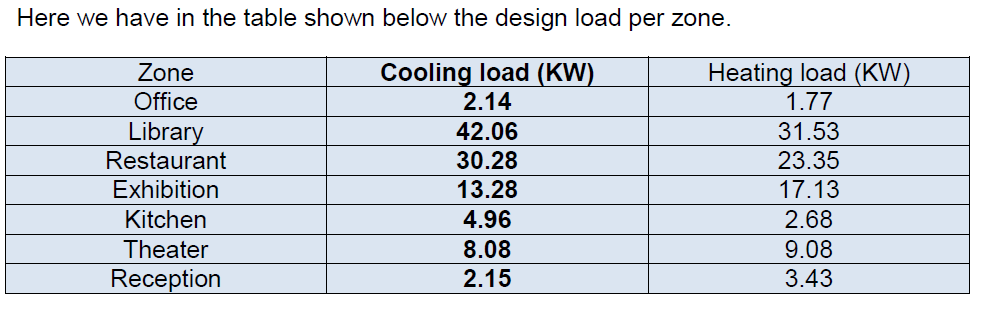 Here we have in the table shown below the design load per zone.
Zone Cooling load (KW) Heating load (KW)
Office 2.14 1.77
Library 42.06 31.53
Restaurant 30.28 23.35
Exhibition 13.28 17.13
Kitchen 4.96 2.68
Theater 8.08 9.08
Reception 2.15 3.43